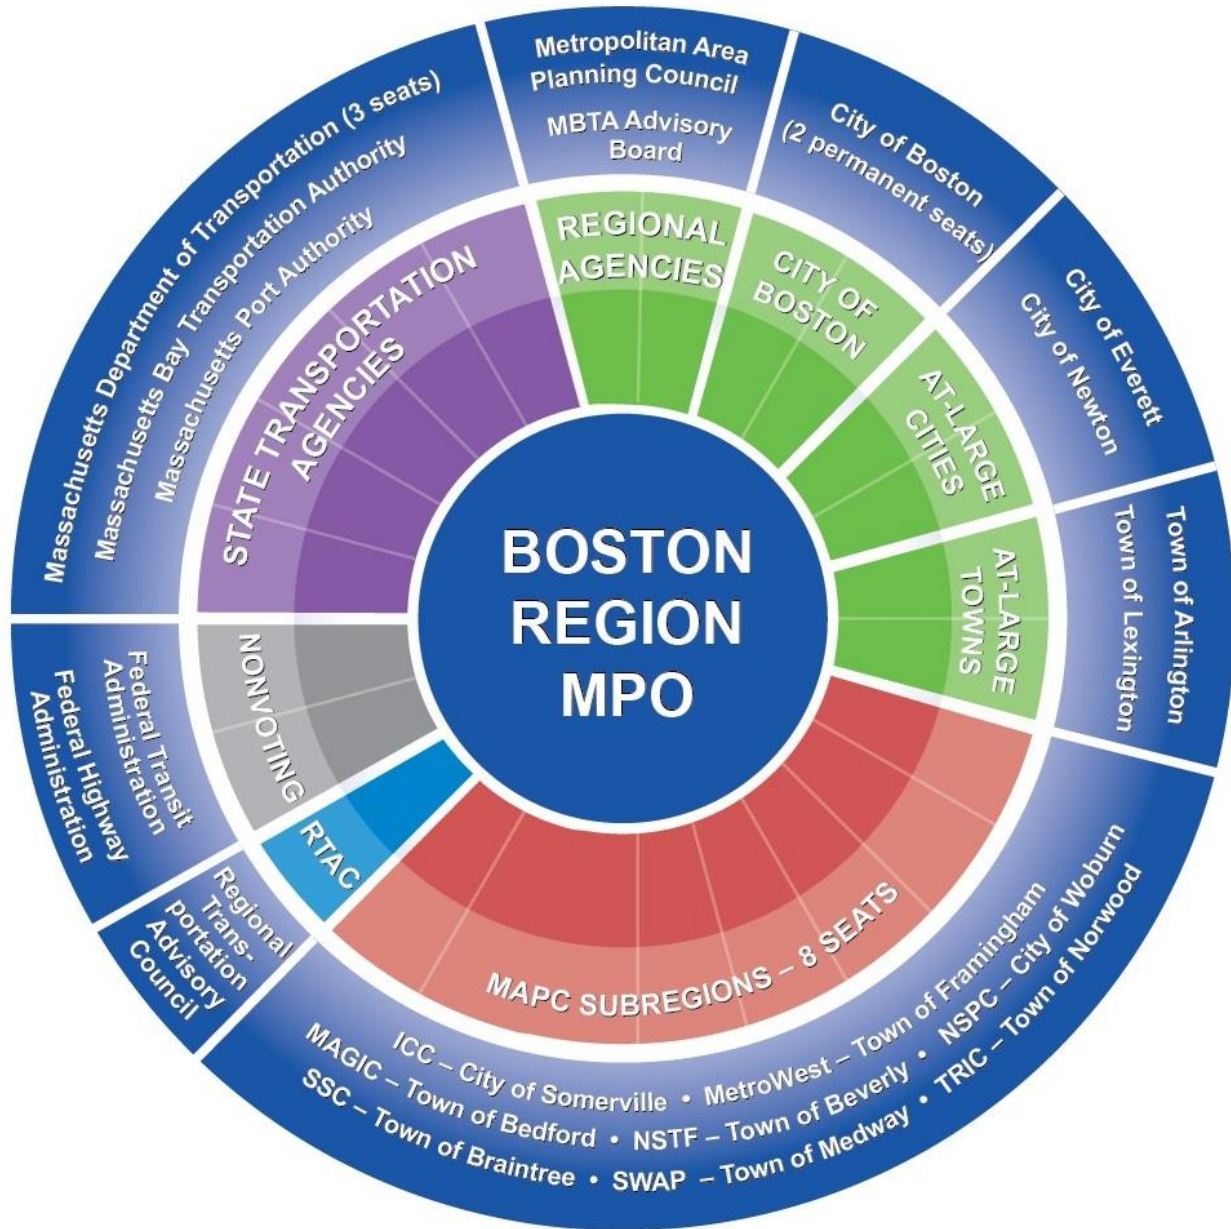 BOSTON
REGION
MPO
STATE TRANSPORTATION
AGENCIES
Massachusetts Department of Transportation (3 seats)
Massachusetts Bay Transportation Authority
Massachusetts Port Authority
REGIONAL
AGENCIES
Metropolitan Area
Planning Council
MBTA Advisory
Board
CITY OF
BOSTON
City of Boston
(2 permanent seats)
AT-LARGE
CITIES
City of Everett
City of Newton
AT-LARGE
TOWNS
Town of Arlington
Town of Lexington
MAPC SUBREGIONS – 8 SEATS
ICC – City of Somerville • MetroWest – Town of Framingham
MAGIC – Town of Bedford • NSTF – Town of Beverly • NSPC – City of Woburn
SSC – Town of Braintree • SWAP – Town of Medway • TRIC – Town of Norwood
RTAC
Regional
Trans-
portation
Advisory
Council
NONVOTING
Federal Transit
Administration
Federal Highway
Administration